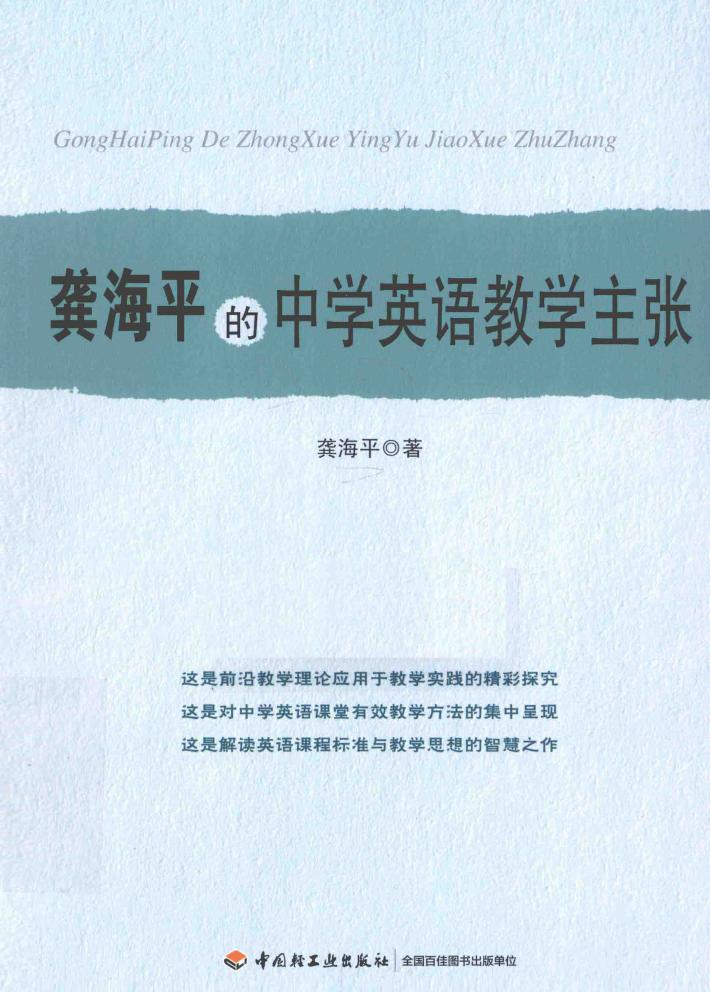 GongHaiPing De ZhongXue YingYu JiaoXue ZhuZhang
龚海平的中学英语教学主张
龚海平◎著
这是前沿教学理论应用于教学实践的精彩探究
这是对中学英语课堂有效教学方法的集中呈现
这是解读英语课程标准与教学思想的智慧之作
中国轻工业出版社 全国百佳图书出版单位